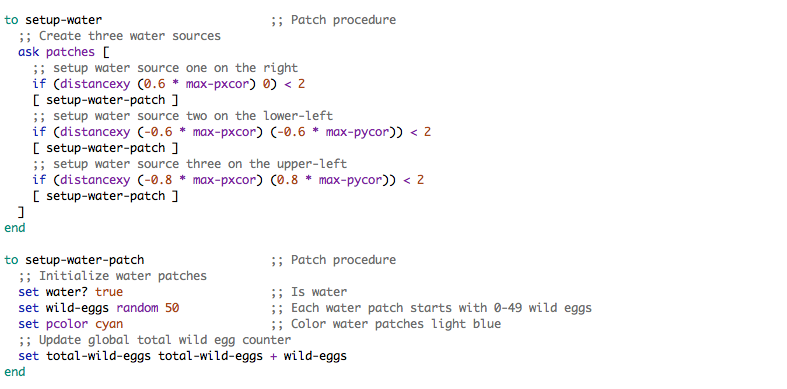 to setup-water ;; Patch procedure
;; Create three water sources
ask patches [
;; setup water source one on the right
if (distancexy (0.6 * max-pxcor) 0) < 2
[ setup-water-patch ]
;; setup water source two on the lower-left
if (distancexy (-0.6 * max-pxcor) (-0.6 * max-pycor)) < 2
[ setup-water-patch ]
;; setup water source three on the upper-left
if (distancexy (-0.8 * max-pxcor) (0.8 * max-pycor)) < 2
[ setup-water-patch ]
]
end
to setup-water-patch ;; Patch procedure
;; Initialize water patches
set water? true ;; Is water
set wild-eggs random 50 ;; Each water patch starts with 0-49 wild eggs
set pcolor cyan ;; Color water patches light blue
;; Update global total wild egg counter
set total-wild-eggs total-wild-eggs + wild-eggs
end